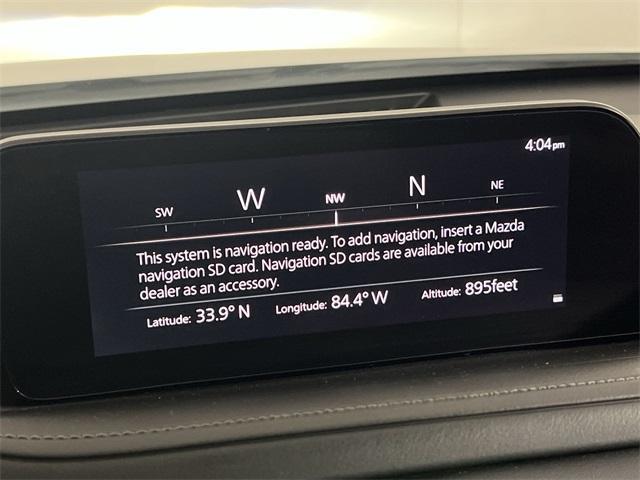 4:04pm
SW W NW N NE
This system is navigation ready. To add navigation, insert a Mazda
navigation SD card. Navigation SD cards are available from your
dealer as an accessory.
Latitude: 33.9° N Longitude: 84.4° W Altitude: 895feet